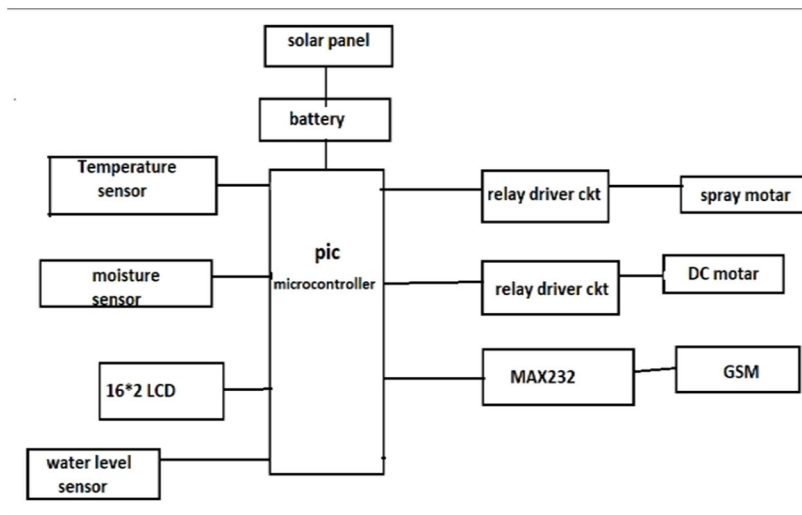 solar panel
battery
Temperature
sensor
relay driver ckt
spray motar
pic
microcontroller
moisture
sensor
relay driver ckt
DC motar
16*2 LCD
MAX232
GSM
water level
sensor